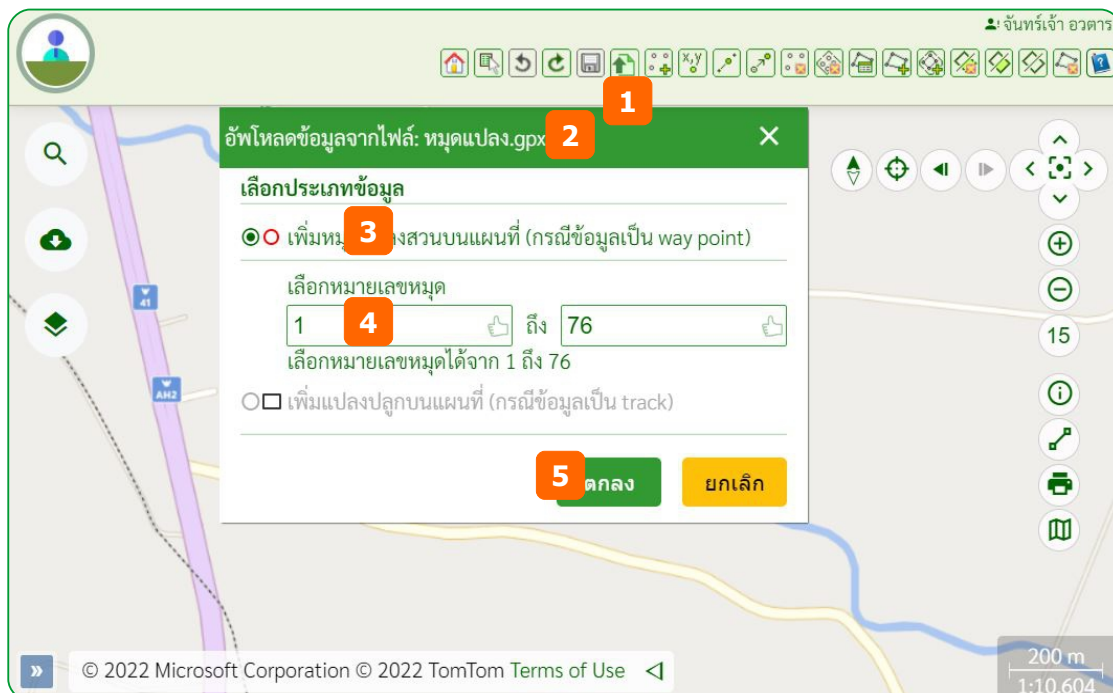 จันทร์เจ้า อวตาร
x,y
1
อัพโหลดข้อมูลจากไฟล์: หมุดแปลง.gpx 2
เลือกประเภทข้อมูล
เพิ่มหมุ 3 งสวนบนแผนที่ (กรณีข้อมูลเป็น way point)
เลือกหมายเลขหมุด
1 4 ถึง 76
เลือกหมายเลขหมุดได้จาก 1 ถึง 76
เพิ่มแปลงปลูกบนแผนที่ (กรณีข้อมูลเป็น track)
5 ตกลง ยกเลิก
41
AH2
15
© 2022 Microsoft Corporation © 2022 TomTom Terms of Use
200 m
1:10,604